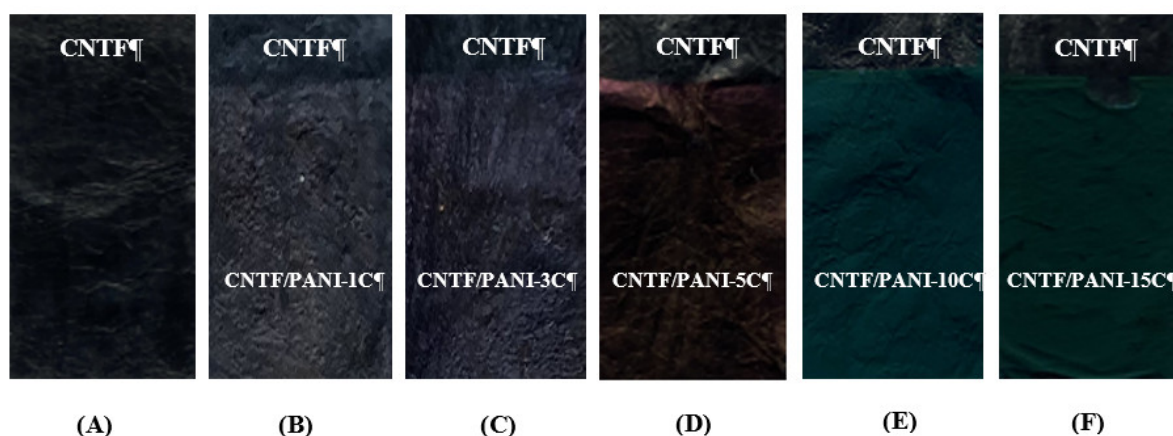 CNTF¶ CNTF¶ CNTF¶ CNTF¶ CNTF¶ CNTF¶
CNTF/PANI-1C¶ CNTF/PANI-3C¶ CNTF/PANI-5C¶ CNTF/PANI-10C¶ CNTF/PANI-15C¶
(A) (B) (C) (D) (E) (F)